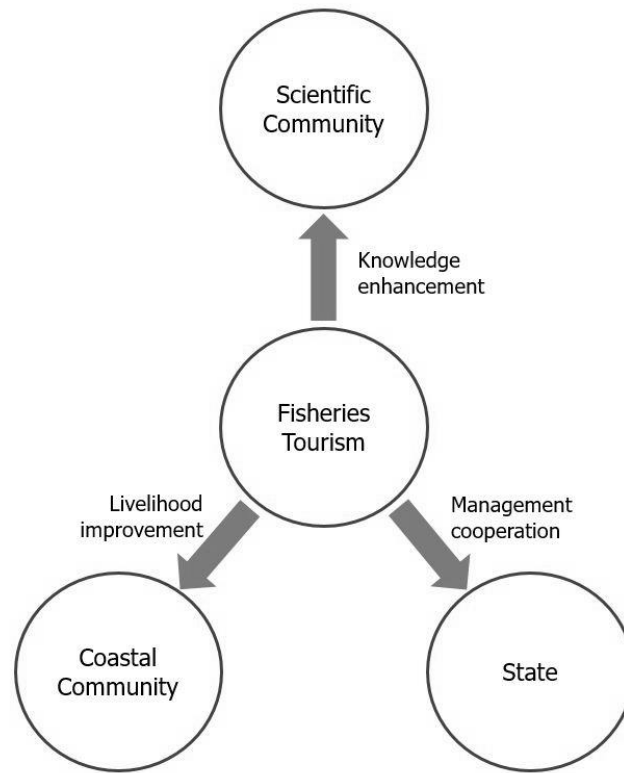 Scientific
Community
Knowledge
enhancement
Fisheries
Tourism
Livelihood
improvement
Management
cooperation
Coastal
Community
State